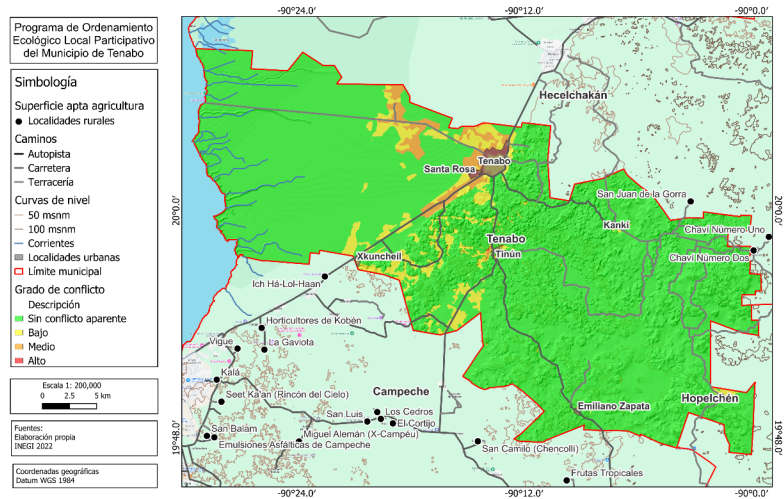 Programa de Ordenamiento
Ecológico Local Participativo
del Municipio de Tenabo
Simbología
Superficie apta agricultura
Localidades rurales
Caminos
Autopista
Carretera
Terracería
Curvas de nivel
50 msnm
100 msnm
Corrientes
Localidades urbanas
Límite municipal
Grado de conflicto
Descripción
Sin conflicto aparente
Bajo
Medio
Alto
Escala 1: 200,000
0 2.5 5 km
Fuentes:
Elaboración propia
INEGI 2022
Coordenadas geográficas
Datum WGS 1984
-90°24.0' -90°12.0' -90°0.0'
Hecelchakán
Tenabo
Santa Rosa
San Juan de la Gorra
20°0.0' 20°0.0'
Kanki
Chavi Número Uno
Tenabo
Tinún
Xkuncheil
Chavi Número Dos
Ich Há-Lol-Haan
Horticultores de Kobén
Vigue
La Gaviota
Kalá
Campeche
Seet Ka'an (Rincón del Cielo)
Hopelchén
Emiliano Zapata
San Luis
Los Cedros
El Cortijo
San Balam
Miguel Alemán (X-Campéu)
Emulsiones Asfálticas de Campeche
San Camilo (Chencollí)
19°48.0' 19°48.0'
Frutas Tropicales
-90°24.0' -90°12.0' -90°0.0'